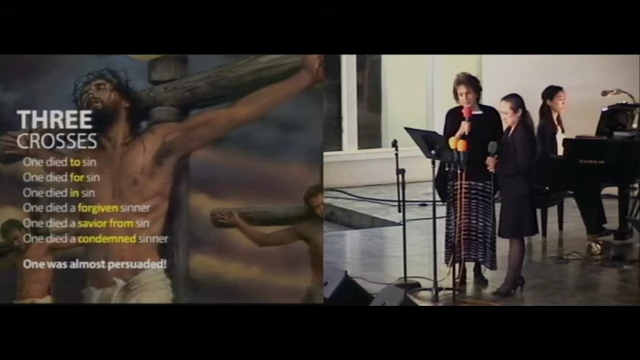 THREE
CROSSES
One died to sin
One died for sin
One died in sin
One died a forgiven sinner
One died a savior from sin
One died a condemned sinner
One was almost persuaded!